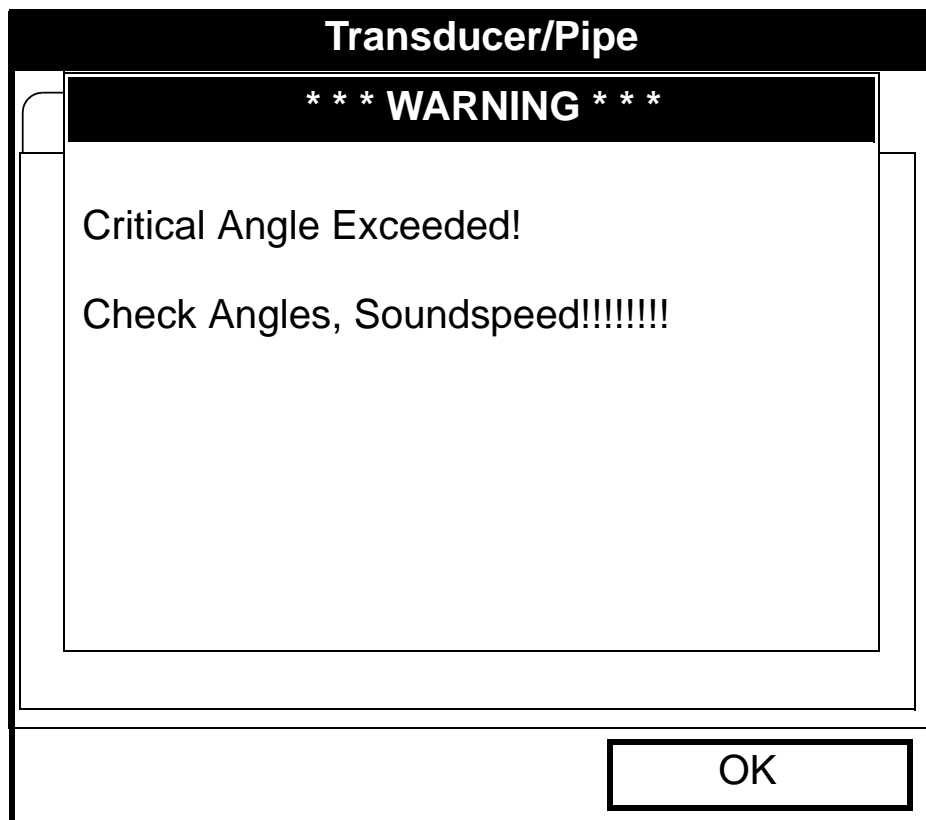 Transducer/Pipe
* * * WARNING * * *
Critical Angle Exceeded!
Check Angles, Soundspeed!!!!!!!!
OK